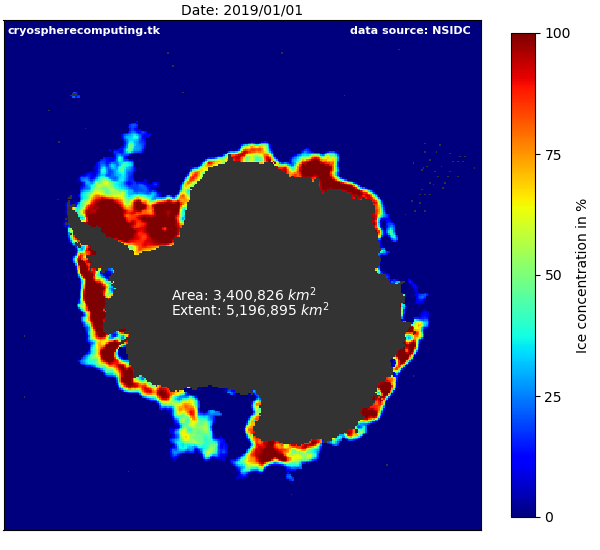 Date: 2019/01/01
cryospherecomputing.tk
data source: NSIDC
Area: 3,400,826 km²
Extent: 5,196,895 km²
100
75
50
25
0
Ice concentration in %